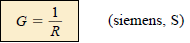 G = 1/R (siemens, S)